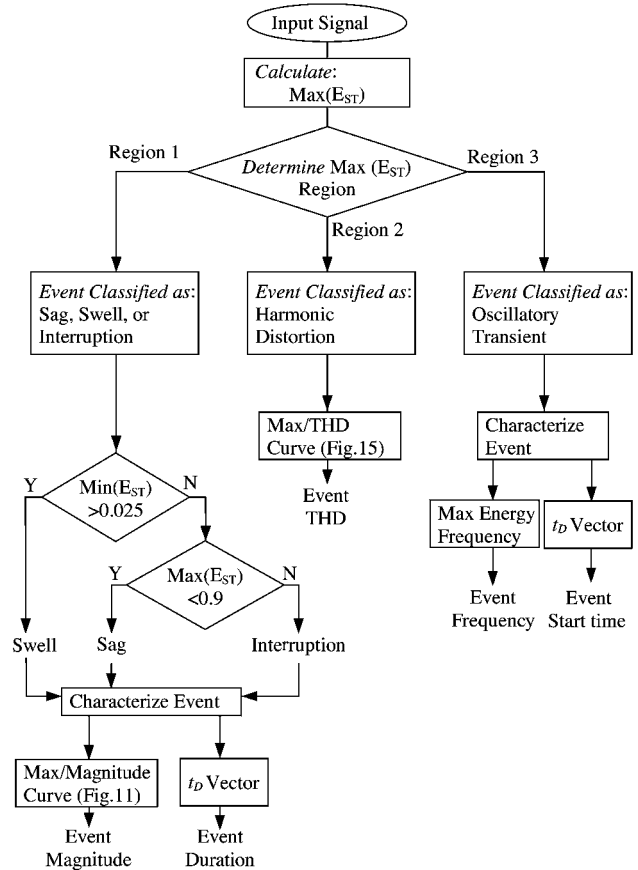 Input Signal
Calculate:
Max(EST)
Region 1
Determine Max (EST)
Region
Region 3
Region 2
Event Classified as:
Sag, Swell, or
Interruption
Event Classified as:
Harmonic
Distortion
Event Classified as:
Oscillatory
Transient
Max/THD
Curve (Fig.15)
Event
THD
Characterize
Event
Max Energy
Frequency
tD Vector
Event
Frequency
Event
Start time
Y
Min(EST)
>0.025
N
Y
Max(EST)
<0.9
N
Swell
Sag
Interruption
Characterize Event
Max/Magnitude
Curve (Fig.11)
tD Vector
Event
Magnitude
Event
Duration